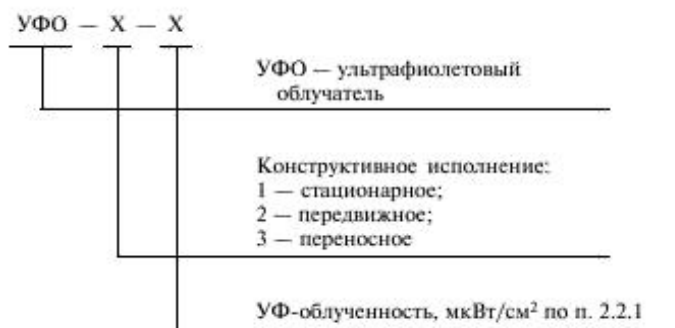 УФО — Х — Х
УФО — ультрафиолетовый
облучатель
Конструктивное исполнение:
1 — стационарное;
2 — передвижное;
3 — переносное
УФ-облученность, мкВт/см² по п. 2.2.1